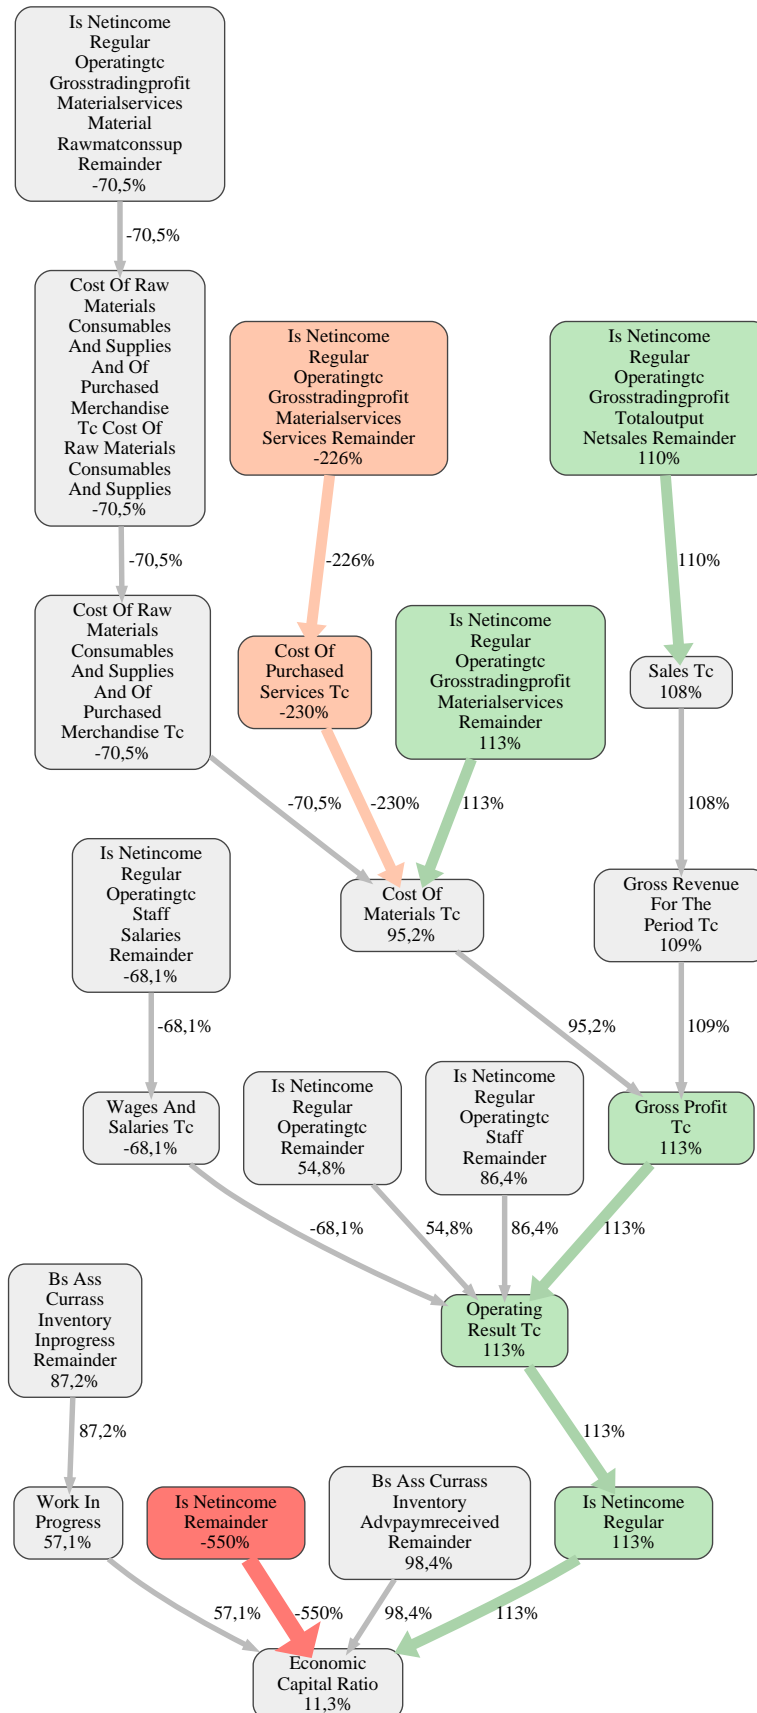 Is Netincome
Regular
Operatingtc
Grosstradingprofit
Materialservices
Material
Rawmatconssup
Remainder
-70,5%
-70,5%
Cost Of Raw
Materials
Consumables
And Supplies
And Of
Purchased
Merchandise
Tc Cost Of
Raw Materials
Consumables
And Supplies
-70,5%
Is Netincome
Regular
Operatingtc
Grosstradingprofit
Materialservices
Services Remainder
-226%
Is Netincome
Regular
Operatingtc
Grosstradingprofit
Totaloutput
Netsales Remainder
110%
-70,5%
-226%
110%
Cost Of Raw
Materials
Consumables
And Supplies
And Of
Purchased
Merchandise Tc
-70,5%
Cost Of
Purchased
Services Tc
-230%
Is Netincome
Regular
Operatingtc
Grosstradingprofit
Materialservices
Remainder
113%
Sales Tc
108%
-70,5%
-230%
113%
108%
Is Netincome
Regular
Operatingtc
Staff
Salaries
Remainder
-68,1%
Cost Of
Materials Tc
95,2%
Gross Revenue
For The
Period Tc
109%
-68,1%
95,2%
109%
Wages And
Salaries Tc
-68,1%
Is Netincome
Regular
Operatingtc
Remainder
54,8%
Is Netincome
Regular
Operatingtc
Staff
Remainder
86,4%
Gross Profit
Tc
113%
-68,1%
54,8%
86,4%
113%
Bs Ass
Currass
Inventory
Inprogress
Remainder
87,2%
Operating
Result Tc
113%
87,2%
113%
Work In
Progress
57,1%
Is Netincome
Remainder
-550%
Bs Ass Currass
Inventory
Advpaymreceived
Remainder
98,4%
Is Netincome
Regular
113%
57,1%
-550%
98,4%
113%
Economic
Capital Ratio
11,3%